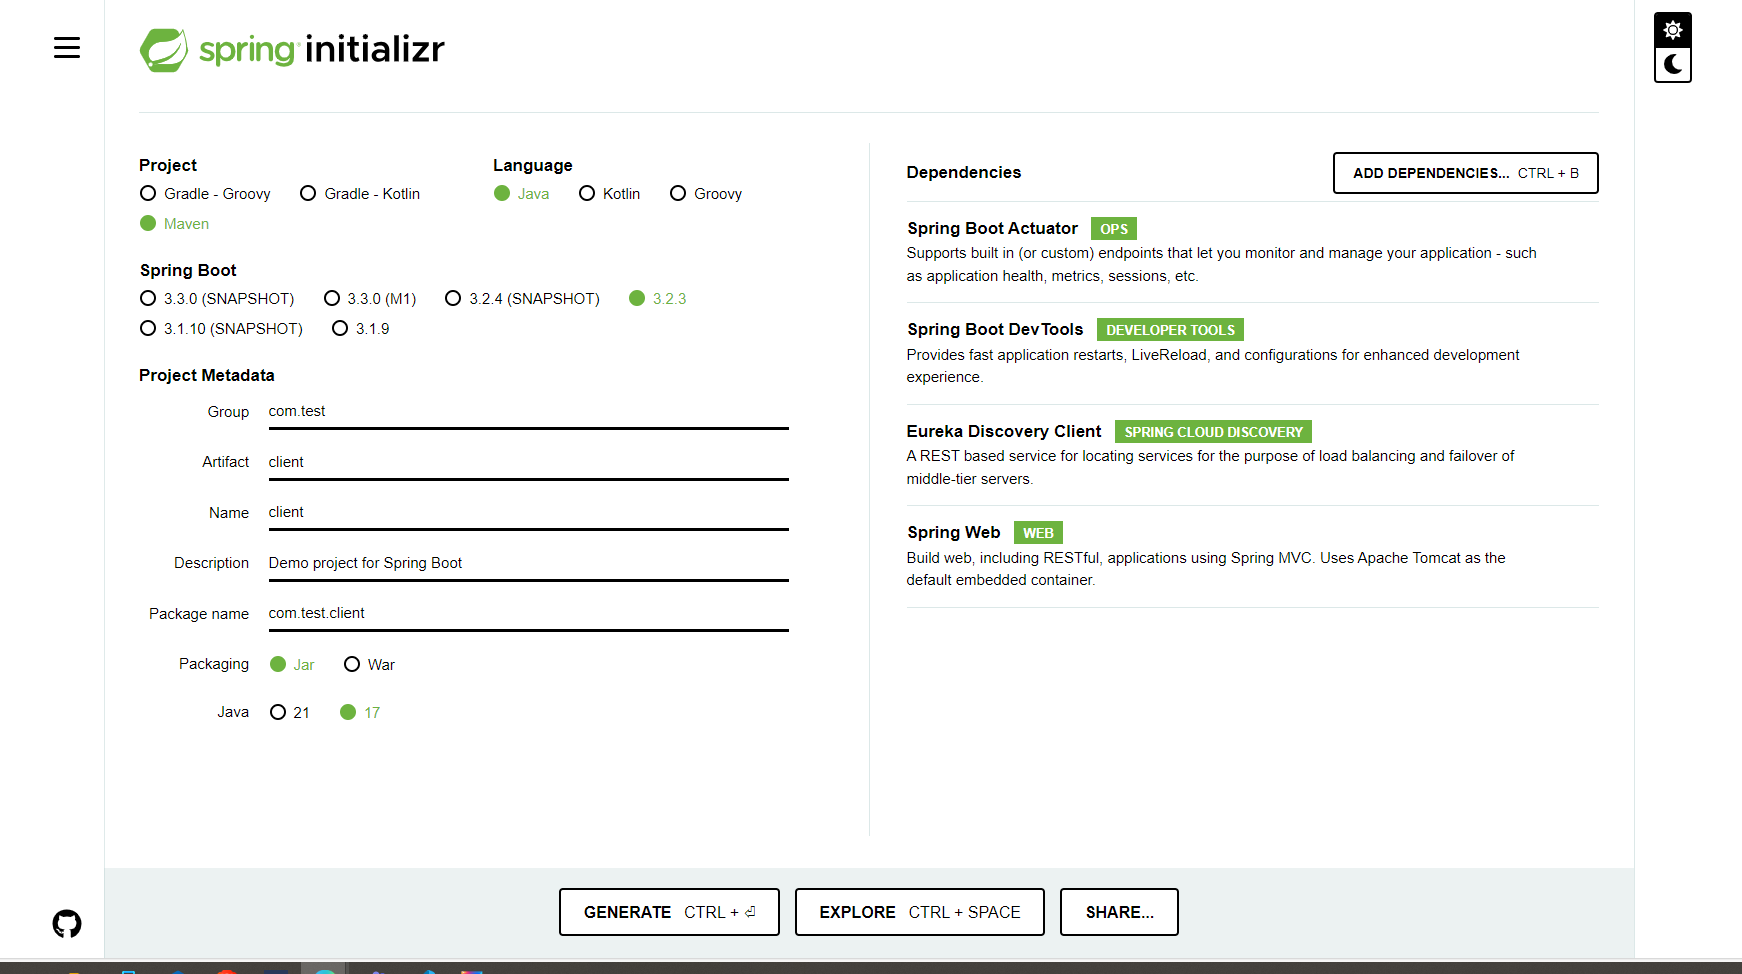 spring initializr
Project
Gradle - Groovy
Gradle - Kotlin
Maven
Language
Java
Kotlin
Groovy
Spring Boot
3.3.0 (SNAPSHOT)
3.3.0 (M1)
3.2.4 (SNAPSHOT)
3.2.3
3.1.10 (SNAPSHOT)
3.1.9
Project Metadata
Group com.test
Artifact client
Name client
Description Demo project for Spring Boot
Package name com.test.client
Packaging Jar War
Java 21 17
Dependencies
ADD DEPENDENCIES... CTRL + B
Spring Boot Actuator OPS
Supports built in (or custom) endpoints that let you monitor and manage your application - such
as application health, metrics, sessions, etc.
Spring Boot DevTools DEVELOPER TOOLS
Provides fast application restarts, LiveReload, and configurations for enhanced development
experience.
Eureka Discovery Client SPRING CLOUD DISCOVERY
A REST based service for locating services for the purpose of load balancing and failover of
middle-tier servers.
Spring Web WEB
Build web, including RESTful, applications using Spring MVC. Uses Apache Tomcat as the
default embedded container.
GENERATE CTRL + ⏎
EXPLORE CTRL + SPACE
SHARE...